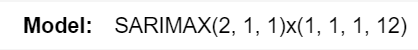 Model: SARIMAX(2, 1, 1)x(1, 1, 1, 12)